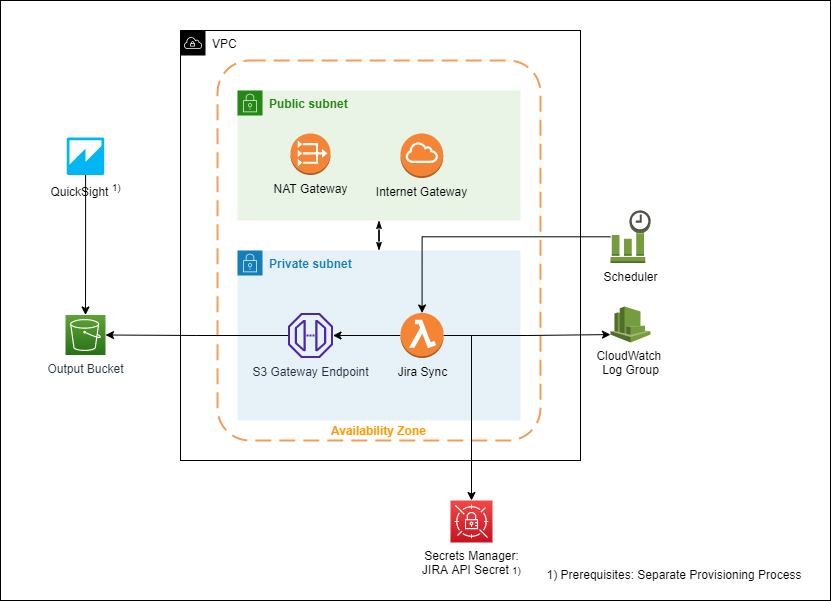 VPC
Public subnet
NAT Gateway
Internet Gateway
QuickSight 1)
Private subnet
Scheduler
S3 Gateway Endpoint
Jira Sync
Output Bucket
CloudWatch
Log Group
Availability Zone
Secrets Manager:
JIRA API Secret 1)
1) Prerequisites: Separate Provisioning Process